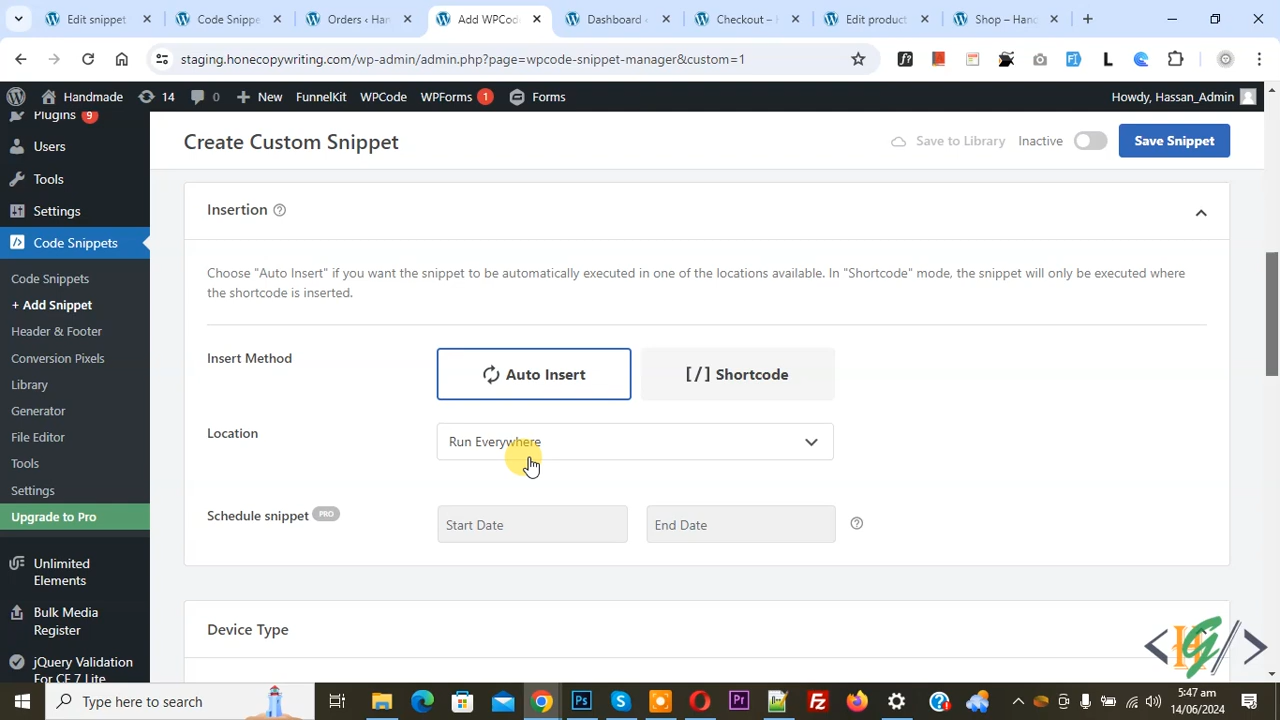 Edit snippet
Code Snippe
Orders ‹ Han
Add WPCod
Dashboard ‹
Checkout – H
Edit product
Shop – Hand
staging.homecopywriting.com/wp-admin/admin.php?page=wpcode-snippet-manager&custom=1
Handmade
14
0
New
FunnelKit
WPCode
WPForms 1
Forms
Howdy, Hassan_Admin
Plugins 9
Users
Tools
Settings
Code Snippets
Code Snippets
+ Add Snippet
Header & Footer
Conversion Pixels
Library
Generator
File Editor
Tools
Settings
Upgrade to Pro
Unlimited
Elements
Bulk Media
Register
jQuery Validation
For CF 7 Lite
Create Custom Snippet
Save to Library
Inactive
Save Snippet
Insertion
Choose "Auto Insert" if you want the snippet to be automatically executed in one of the locations available. In "Shortcode" mode, the snippet will only be executed where
the shortcode is inserted.
Insert Method
Auto Insert
[/] Shortcode
Location
Run Everywhere
Schedule snippet PRO
Start Date
End Date
Device Type
Type here to search
5:47 am
14/06/2024